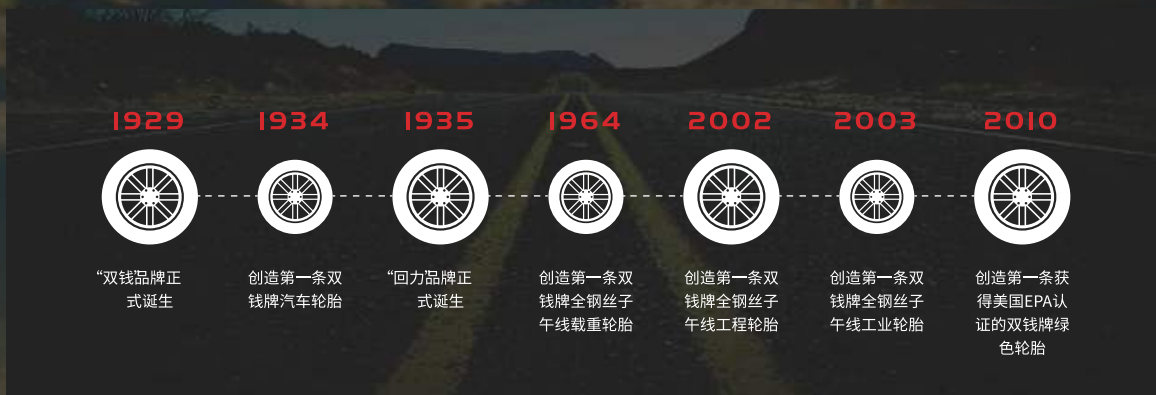 1929
1934
1935
1964
2002
2003
2010
“双钱”品牌正
式诞生
创造第一条双
钱牌汽车轮胎
“回力”品牌正
式诞生
创造第一条双
钱牌全钢丝子
午线载重轮胎
创造第一条双
钱牌全钢丝子
午线工程轮胎
创造第一条双
钱牌全钢丝子
午线工业轮胎
创造第一条获
得美国EPA认
证的双钱牌绿
色轮胎